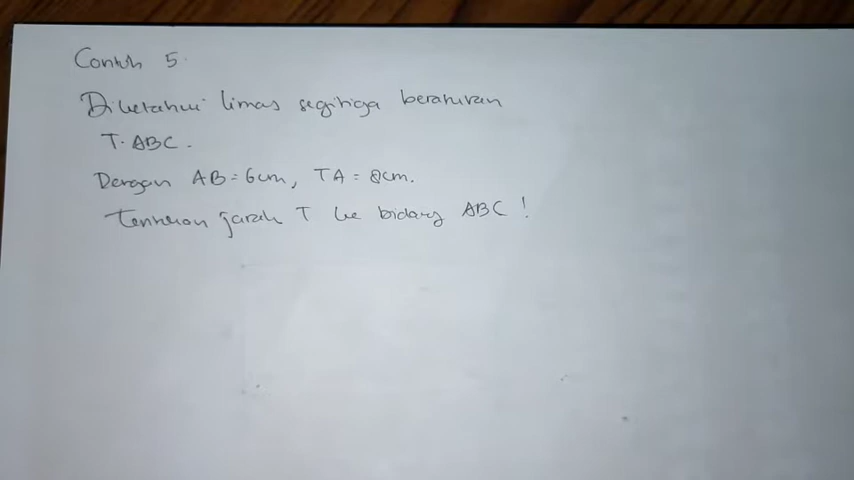 Contoh 5.
Diketahui limas segitiga beraturan
T.ABC.
Dengan AB = 6cm, TA = 8cm.
Tentukan jarak T ke bidang ABC !